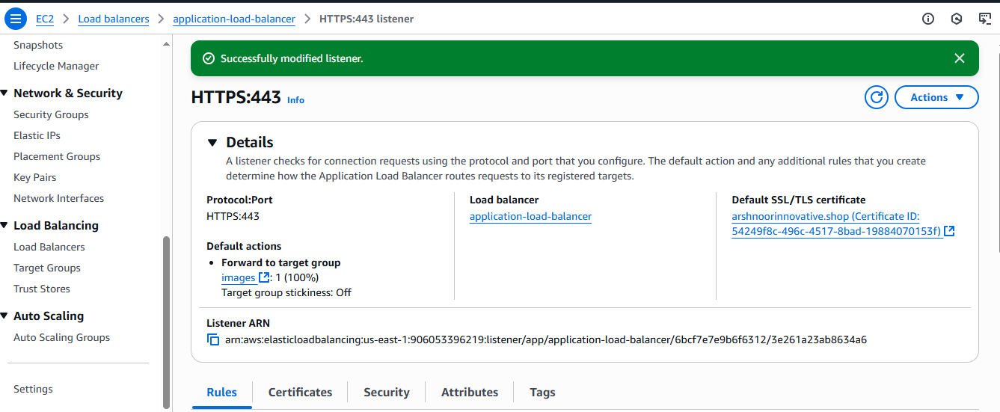 EC2 > Load balancers > application-load-balancer > HTTPS:443 listener
Snapshots
Lifecycle Manager
Network & Security
Security Groups
Elastic IPs
Placement Groups
Key Pairs
Network Interfaces
Load Balancing
Load Balancers
Target Groups
Trust Stores
Auto Scaling
Auto Scaling Groups
Settings
Successfully modified listener.
HTTPS:443 Info
Actions
Details
A listener checks for connection requests using the protocol and port that you configure. The default action and any additional rules that you create
determine how the Application Load Balancer routes requests to its registered targets.
Protocol:Port
HTTPS:443
Default actions
• Forward to target group
images : 1 (100%)
Target group stickiness: Off
Load balancer
application-load-balancer
Default SSL/TLS certificate
arshnoorinnovative.shop (Certificate ID:
54249f8c-496c-4517-8bad-19884070153f)
Listener ARN
arn:aws:elasticloadbalancing:us-east-1:906053396219:listener/app/application-load-balancer/6bcf7e7e9b6f6312/3e261a23ab8634a6
Rules
Certificates
Security
Attributes
Tags